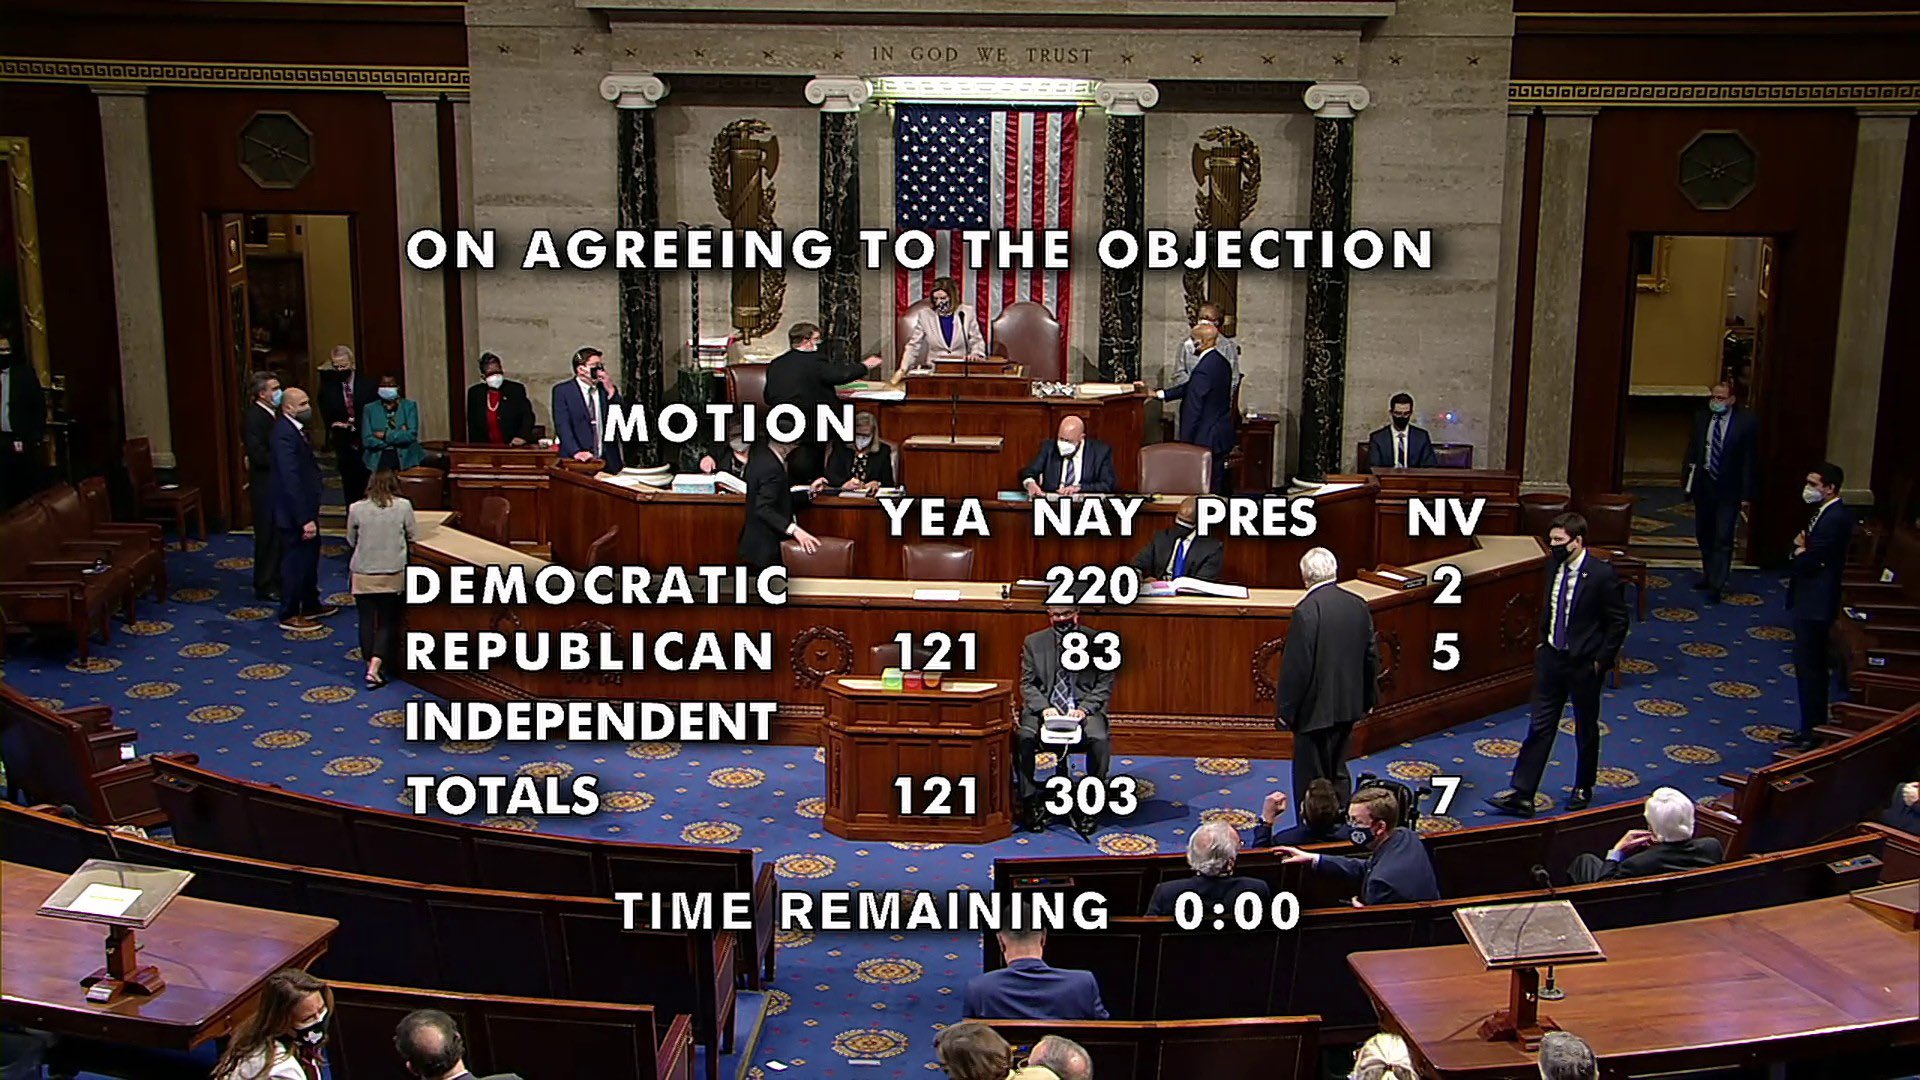 IN GOD WE TRUST
ON AGREEING TO THE OBJECTION
MOTION
YEA NAY PRES NV
DEMOCRATIC 220 2
REPUBLICAN 121 83 5
INDEPENDENT
TOTALS 121 303 7
TIME REMAINING 0:00